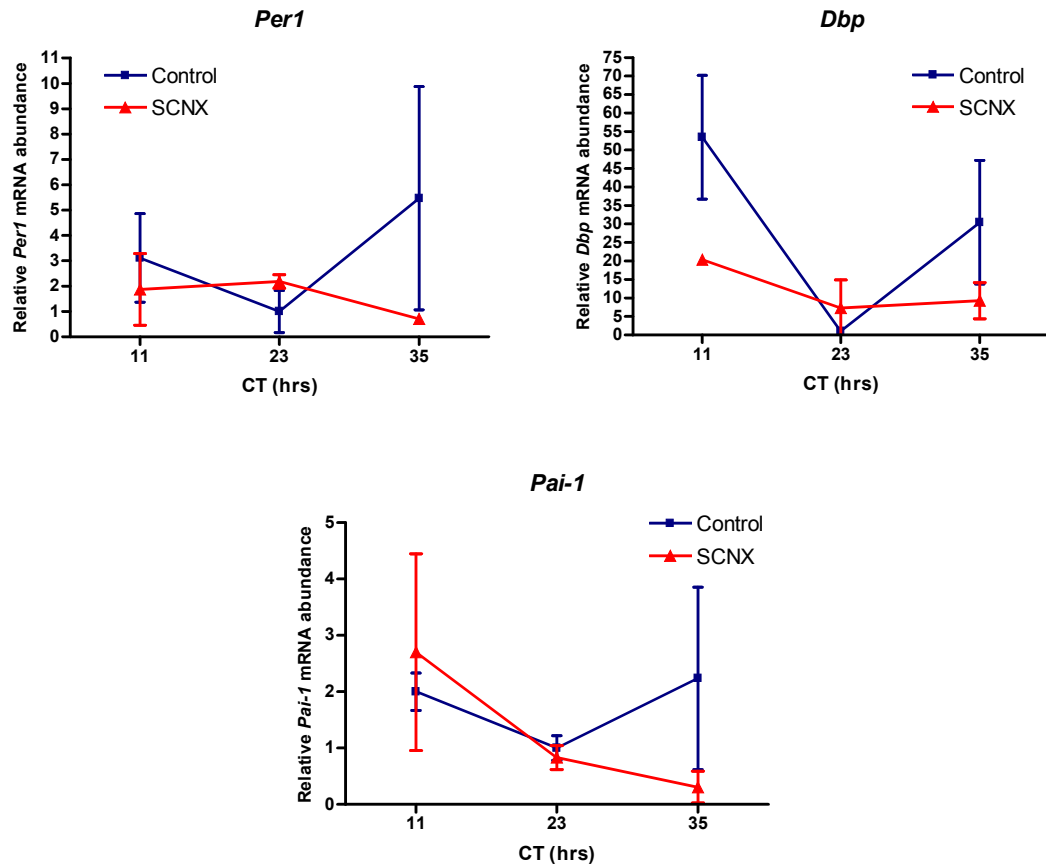 Per1
Relative Per1 mRNA abundance
11
10
9
8
7
6
5
4
3
2
1
0
Control
SCNX
11 23 35
CT (hrs)
Dbp
Relative Dbp mRNA abundance
75
70
65
60
55
50
45
40
35
30
25
20
15
10
5
0
Control
SCNX
11 23 35
CT (hrs)
Pai-1
Relative Pai-1 mRNA abundance
5
4
3
2
1
0
Control
SCNX
11 23 35
CT (hrs)